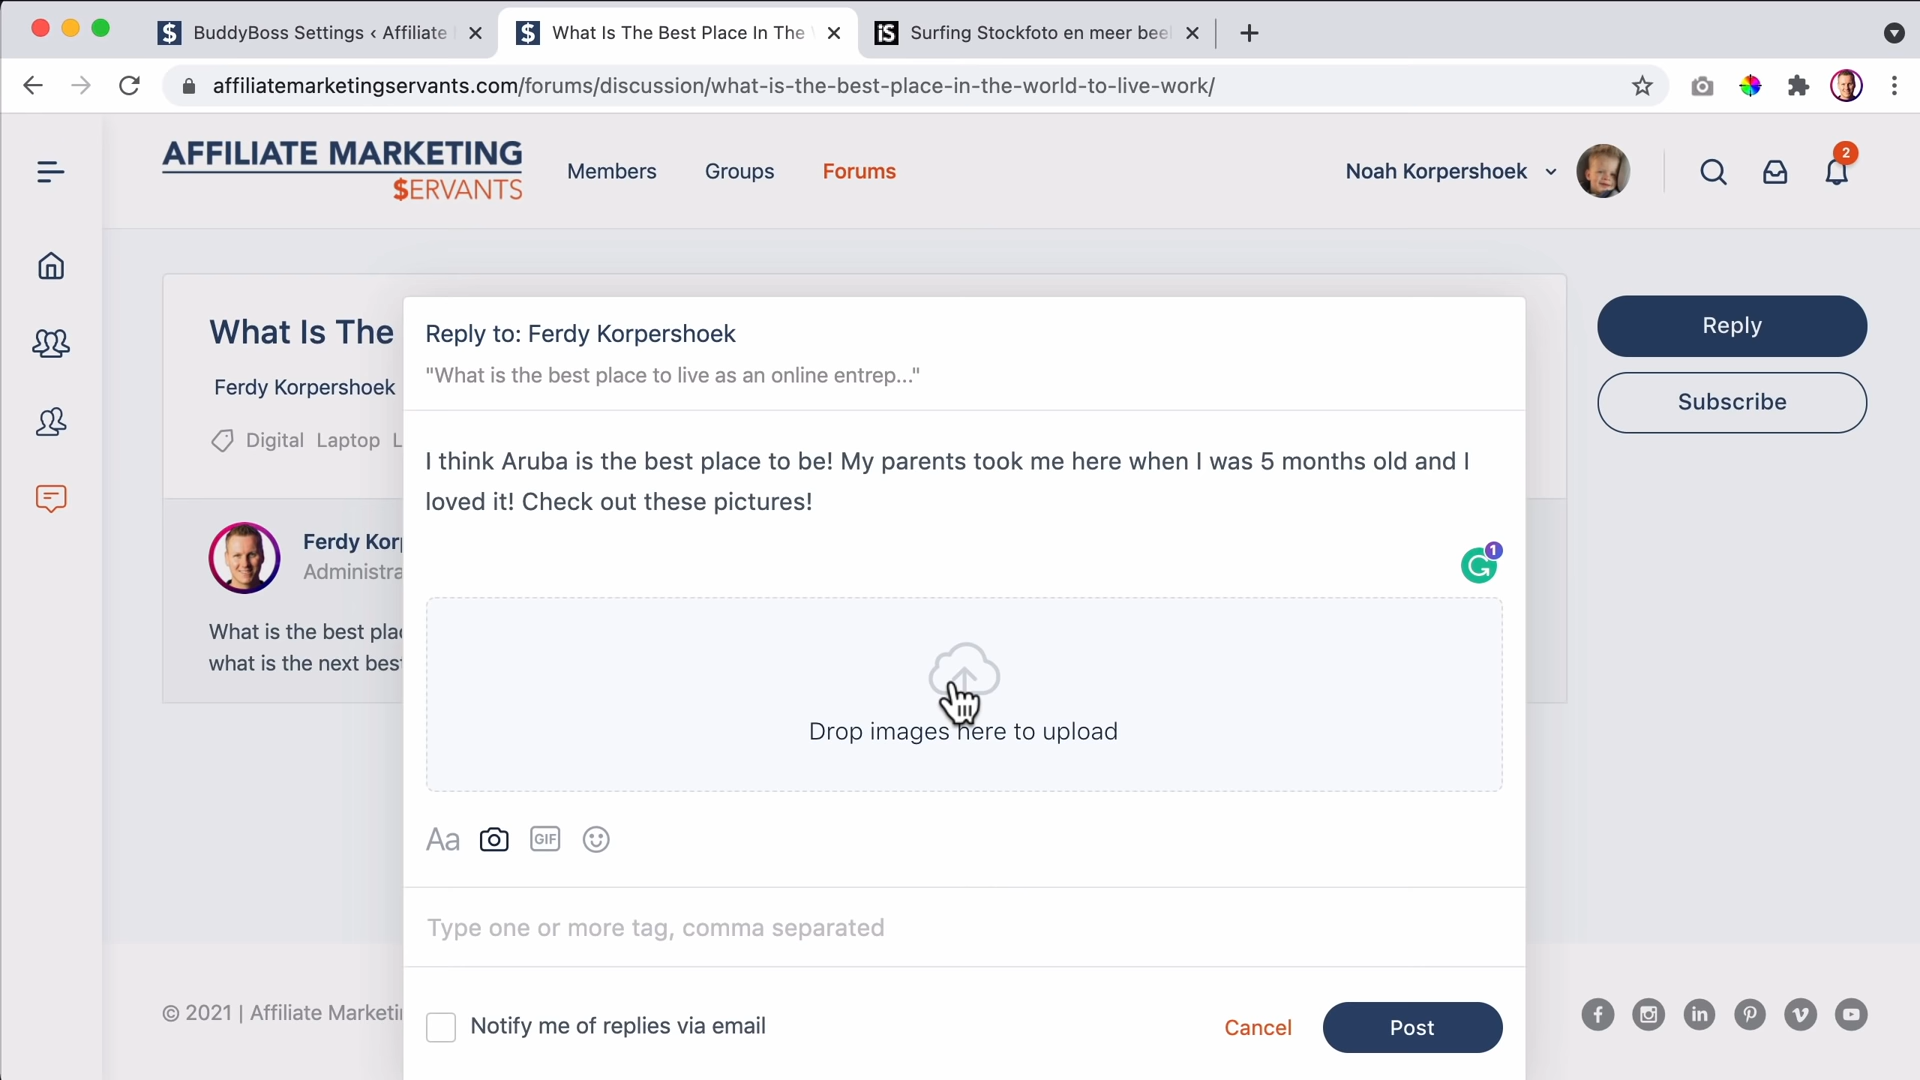 BuddyBoss Settings ‹ Affiliate
What Is The Best Place In The
iS Surfing Stockfoto en meer bee
affiliatemarketingservants.com/forums/discussion/what-is-the-best-place-in-the-world-to-live-work/
AFFILIATE MARKETING
$ERVANTS
Members
Groups
Forums
Noah Korpershoek
2
What Is The
Ferdy Korpershoek
Digital Laptop L
Reply
Subscribe
Reply to: Ferdy Korpershoek
"What is the best place to live as an online entrep..."
I think Aruba is the best place to be! My parents took me here when I was 5 months old and I
loved it! Check out these pictures!
1
Ferdy Kor
Administra
What is the best pla
what is the next bes
Drop images here to upload
Aa
GIF
Type one or more tag, comma separated
Notify me of replies via email
Cancel
Post
© 2021 | Affiliate Marketi